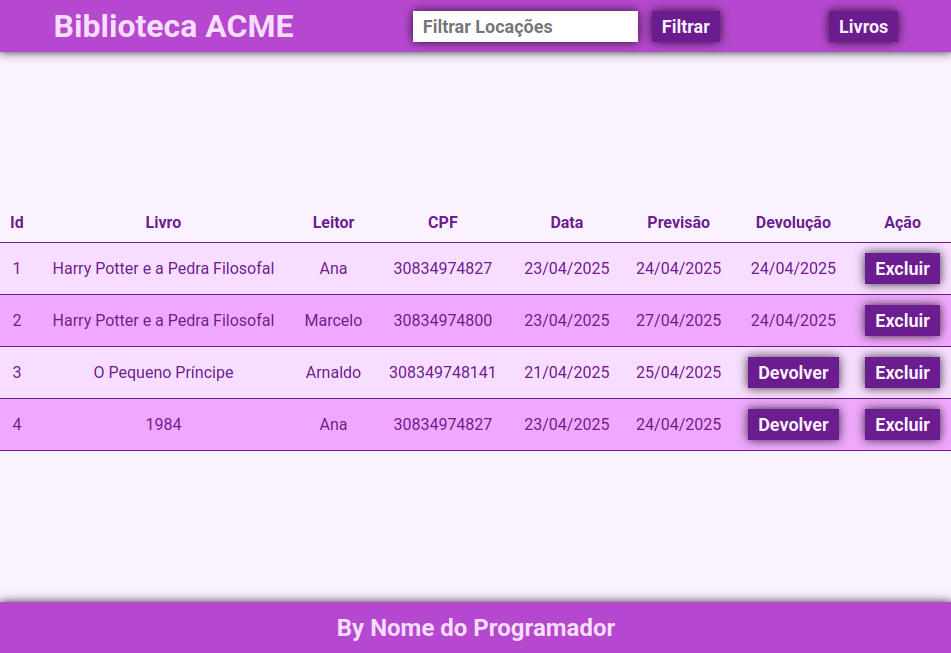 Biblioteca ACME Filtrar Locações Filtrar Livros
Id Livro Leitor CPF Data Previsão Devolução Ação
1 Harry Potter e a Pedra Filosofal Ana 30834974827 23/04/2025 24/04/2025 24/04/2025 Excluir
2 Harry Potter e a Pedra Filosofal Marcelo 30834974800 23/04/2025 27/04/2025 24/04/2025 Excluir
3 O Pequeno Príncipe Arnaldo 308349748141 21/04/2025 25/04/2025 Devolver Excluir
4 1984 Ana 30834974827 23/04/2025 24/04/2025 Devolver Excluir
By Nome do Programador